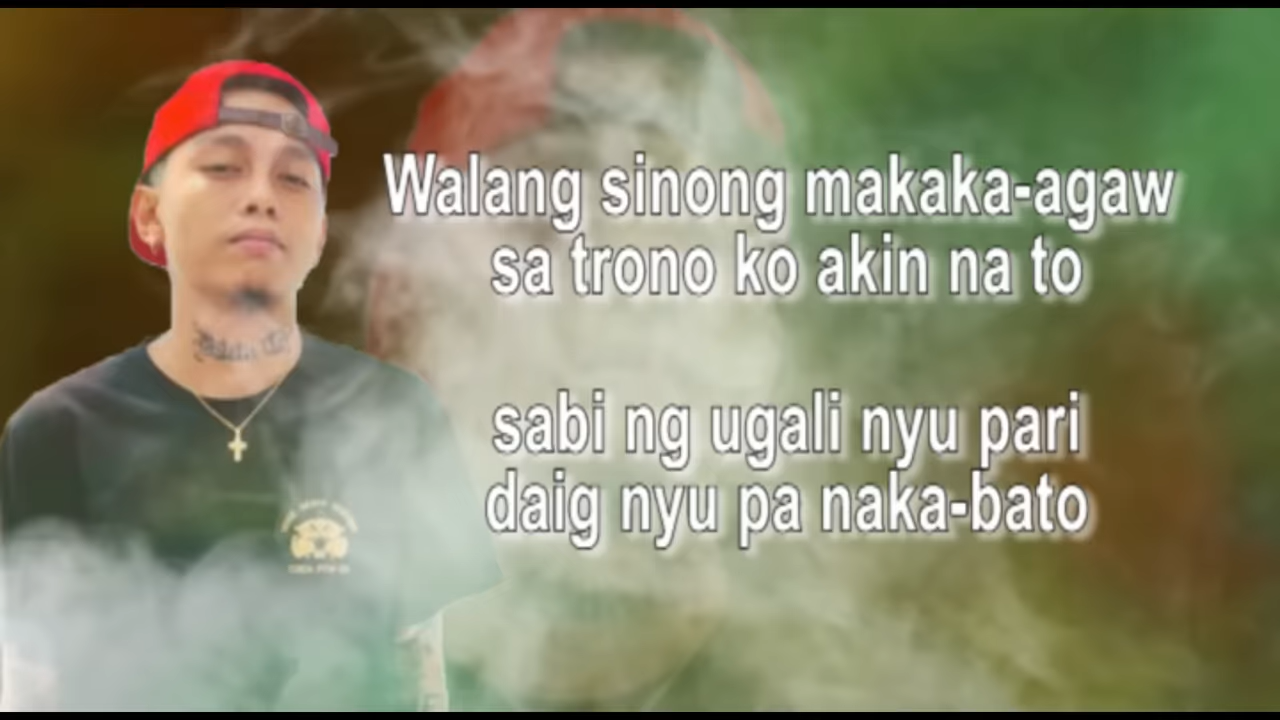 Walang sinong makaka-agaw
sa trono ko akin na to
sabi ng ugali nyu pari
daig nyu pa naka-bato